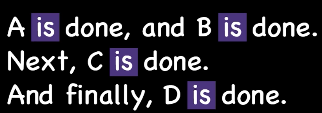 A is done, and B is done.
Next, C is done.
And finally, D is done.